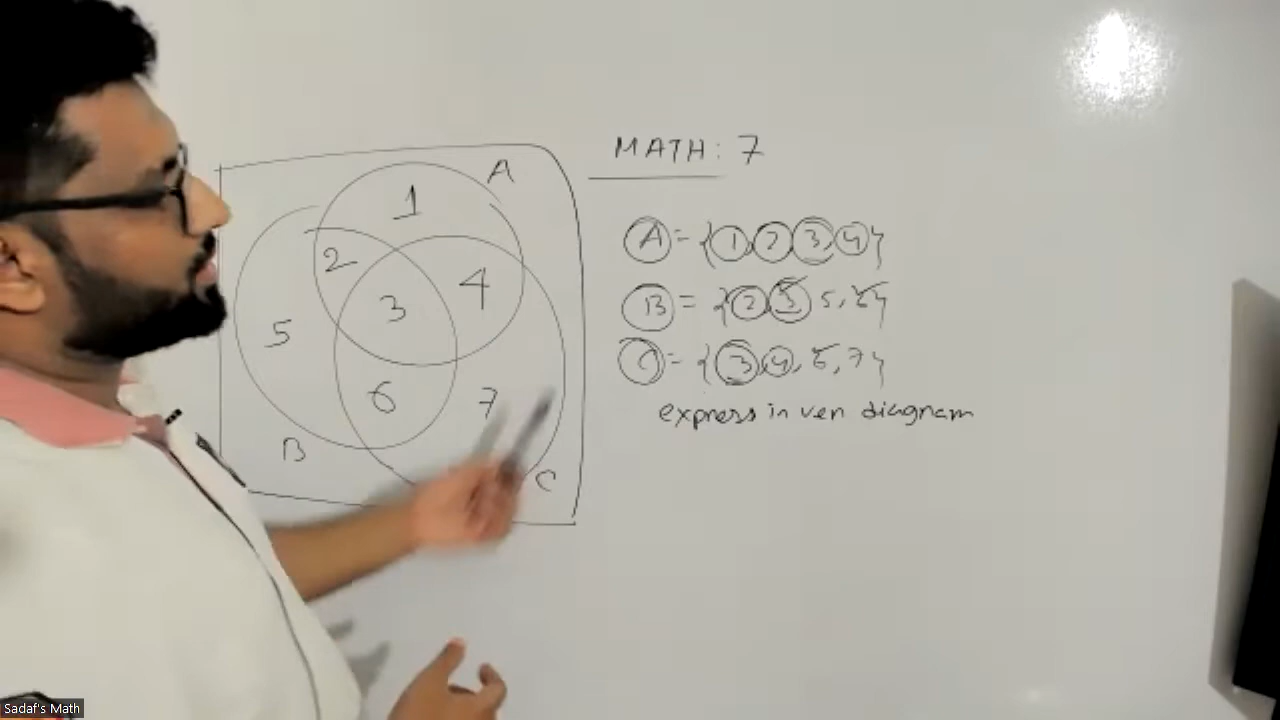 MATH: 7
A = {1, 2, 3, 4}
B = {2, 3, 5, 6}
C = {3, 4, 6, 7}
express in ven diagram
A
1
2
4
3
5
6
7
B
C
Sadaf's Math